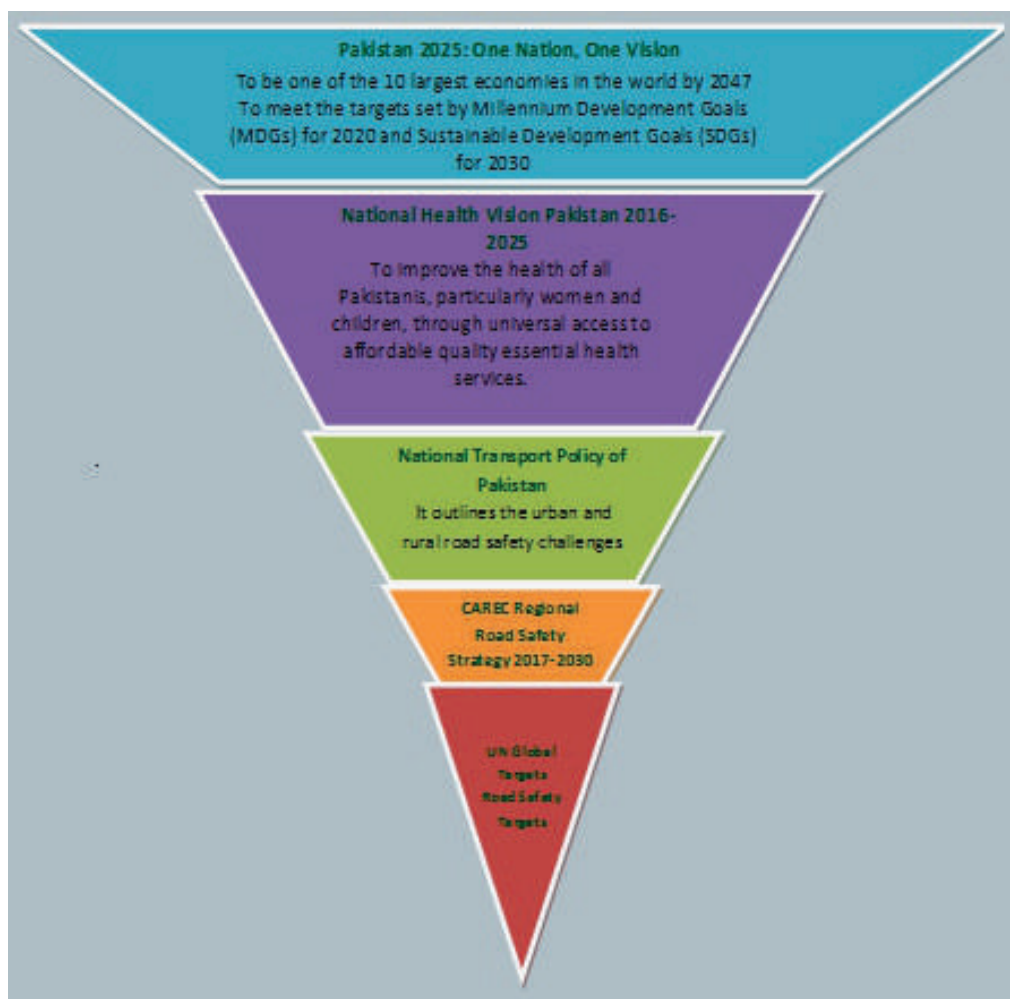 Pakistan 2025: One Nation, One Vision
To be one of the 10 largest economies in the world by 2047
To meet the targets set by Millennium Development Goals
(MDGs) for 2020 and Sustainable Development Goals (SDGs)
for 2030
National Health Vision Pakistan 2016-
2025
To improve the health of all
Pakistanis, particularly women and
children, through universal access to
affordable quality essential health
services.
National Transport Policy of
Pakistan
It outlines the urban and
rural road safety challenges
CAREC Regional
Road Safety
Strategy 2017-2030
UN Global
Targets
Road Safety
Targets